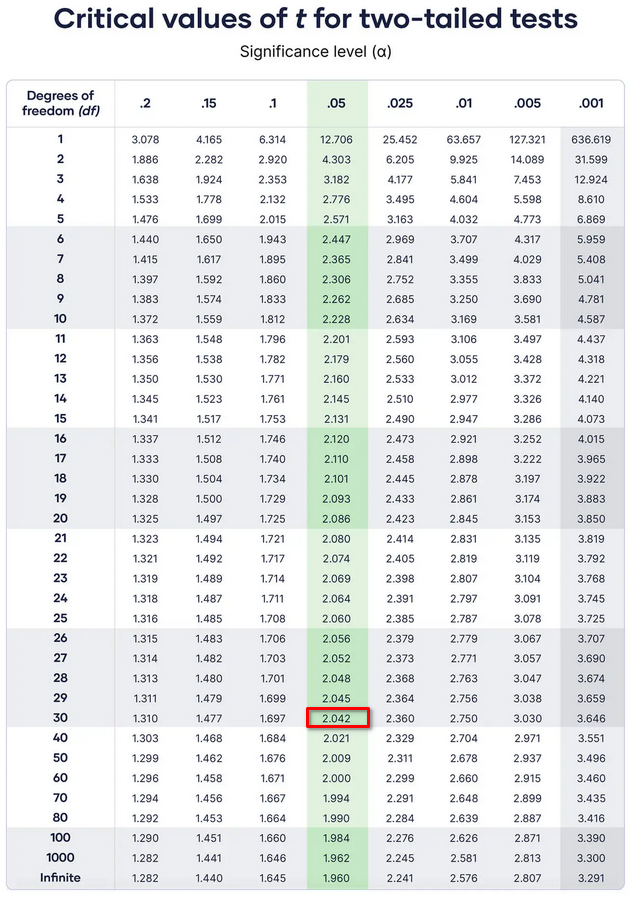 Critical values of t for two-tailed tests
Significance level (α)
Degrees of freedom (df) .2 .15 .1 .05 .025 .01 .005 .001
1 3.078 4.165 6.314 12.706 25.452 63.657 127.321 636.619
2 1.886 2.282 2.920 4.303 6.205 9.925 14.089 31.599
3 1.638 1.924 2.353 3.182 4.177 5.841 7.453 12.924
4 1.533 1.778 2.132 2.776 3.495 4.604 5.598 8.610
5 1.476 1.699 2.015 2.571 3.163 4.032 4.773 6.869
6 1.440 1.650 1.943 2.447 2.969 3.707 4.317 5.959
7 1.415 1.617 1.895 2.365 2.841 3.499 4.029 5.408
8 1.397 1.592 1.860 2.306 2.752 3.355 3.833 5.041
9 1.383 1.574 1.833 2.262 2.685 3.250 3.690 4.781
10 1.372 1.559 1.812 2.228 2.634 3.169 3.581 4.587
11 1.363 1.548 1.796 2.201 2.593 3.106 3.497 4.437
12 1.356 1.538 1.782 2.179 2.560 3.055 3.428 4.318
13 1.350 1.530 1.771 2.160 2.533 3.012 3.372 4.221
14 1.345 1.523 1.761 2.145 2.510 2.977 3.326 4.140
15 1.341 1.517 1.753 2.131 2.490 2.947 3.286 4.073
16 1.337 1.512 1.746 2.120 2.473 2.921 3.252 4.015
17 1.333 1.508 1.740 2.110 2.458 2.898 3.222 3.965
18 1.330 1.504 1.734 2.101 2.445 2.878 3.197 3.922
19 1.328 1.500 1.729 2.093 2.433 2.861 3.174 3.883
20 1.325 1.497 1.725 2.086 2.423 2.845 3.153 3.850
21 1.323 1.494 1.721 2.080 2.414 2.831 3.135 3.819
22 1.321 1.492 1.717 2.074 2.405 2.819 3.119 3.792
23 1.319 1.489 1.714 2.069 2.398 2.807 3.104 3.768
24 1.318 1.487 1.711 2.064 2.391 2.797 3.091 3.745
25 1.316 1.485 1.708 2.060 2.385 2.787 3.078 3.725
26 1.315 1.483 1.706 2.056 2.379 2.779 3.067 3.707
27 1.314 1.482 1.703 2.052 2.373 2.771 3.057 3.690
28 1.313 1.480 1.701 2.048 2.368 2.763 3.047 3.674
29 1.311 1.479 1.699 2.045 2.364 2.756 3.038 3.659
30 1.310 1.477 1.697 2.042 2.360 2.750 3.030 3.646
40 1.303 1.468 1.684 2.021 2.329 2.704 2.971 3.551
50 1.299 1.462 1.676 2.009 2.311 2.678 2.937 3.496
60 1.296 1.458 1.671 2.000 2.299 2.660 2.915 3.460
70 1.294 1.456 1.667 1.994 2.291 2.648 2.899 3.435
80 1.292 1.453 1.664 1.990 2.284 2.639 2.887 3.416
100 1.290 1.451 1.660 1.984 2.276 2.626 2.871 3.390
1000 1.282 1.441 1.646 1.962 2.245 2.581 2.813 3.300
Infinite 1.282 1.440 1.645 1.960 2.241 2.576 2.807 3.291